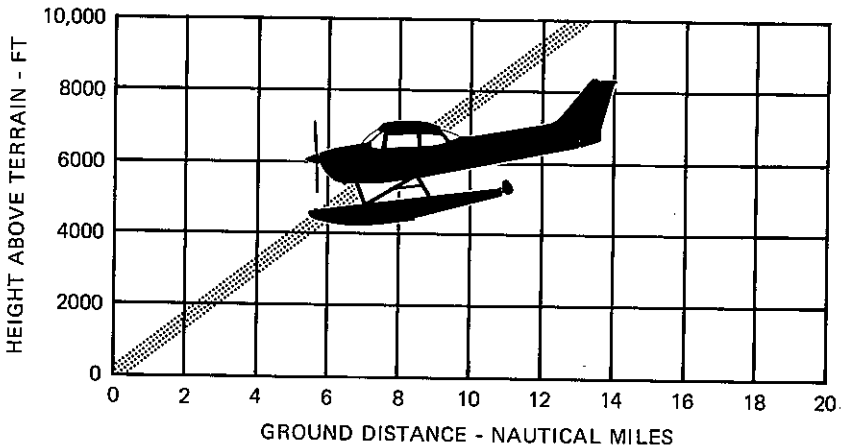 HEIGHT ABOVE TERRAIN - FT
10,000
8000
6000
4000
2000
0
0 2 4 6 8 10 12 14 16 18 20
GROUND DISTANCE - NAUTICAL MILES